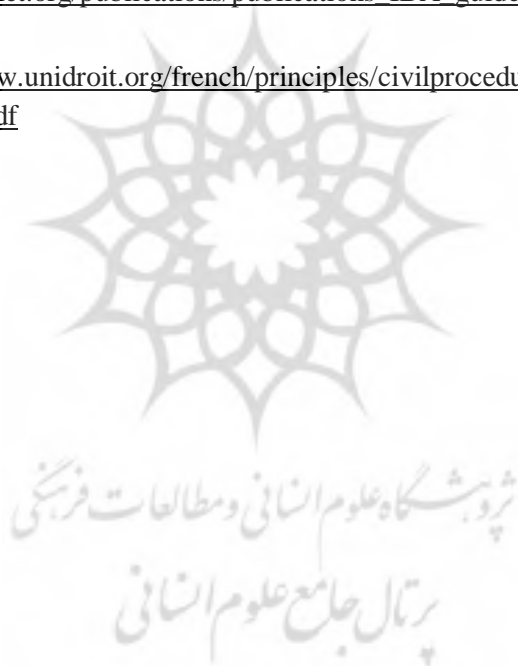 w.unidroit.org/french/principles/civilprocedu
df
پژوهشگاه علوم انسانی و مطالعات فرهنگی
پرتال جامع علوم انسانی